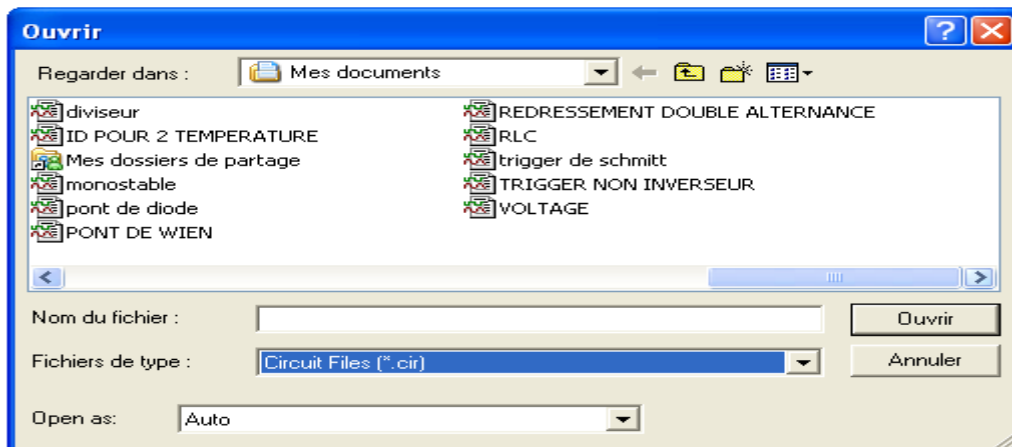 Ouvrir
Regarder dans :
Mes documents
diviseur
ID POUR 2 TEMPERATURE
Mes dossiers de partage
monostable
pont de diode
PONT DE WIEN
REDRESSEMENT DOUBLE ALTERNANCE
RLC
trigger de schmitt
TRIGGER NON INVERSEUR
VOLTAGE
Nom du fichier :
Ouvrir
Fichiers de type :
Circuit Files (*.cir)
Annuler
Open as:
Auto